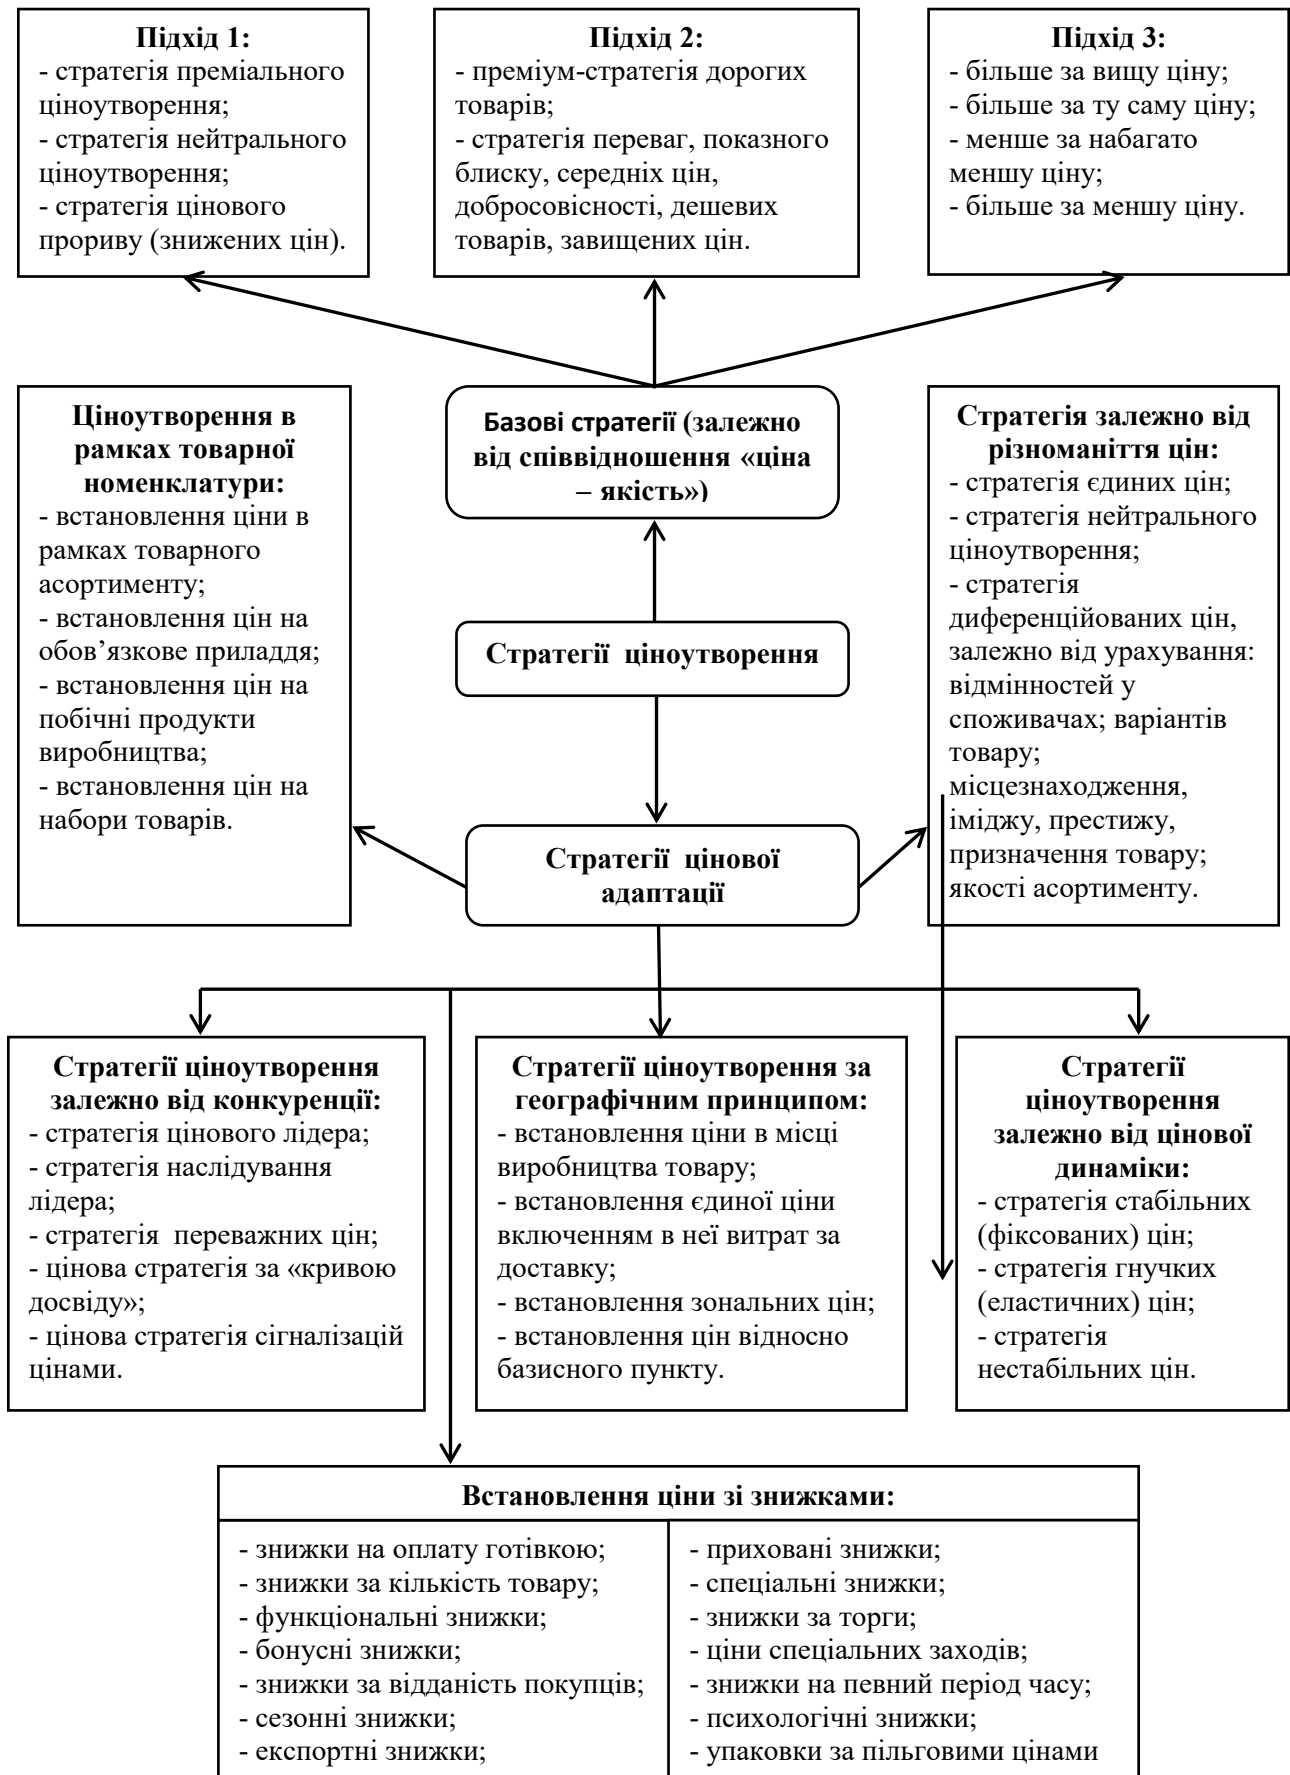 Підхід 1:
- стратегія преміального
ціноутворення;
- стратегія нейтрального
ціноутворення;
- стратегія цінового
прориву (знижених цін).
Підхід 2:
- преміум-стратегія дорогих
товарів;
- стратегія переваг, показного
блиску, середніх цін,
добросовісності, дешевих
товарів, завищених цін.
Підхід 3:
- більше за вищу ціну;
- більше за ту саму ціну;
- менше за набагато
меншу ціну;
- більше за меншу ціну.
Ціноутворення в
рамках товарної
номенклатури:
- встановлення ціни в
рамках товарного
асортименту;
- встановлення цін на
обов’язкове приладдя;
- встановлення цін на
побічні продукти
виробництва;
- встановлення цін на
набори товарів.
Базові стратегії (залежно
від співвідношення «ціна
– якість»)
Стратегії ціноутворення
Стратегії цінової
адаптації
Стратегія залежно від
різноманіття цін:
- стратегія єдиних цін;
- стратегія нейтрального
ціноутворення;
- стратегія
диференційованих цін,
залежно від урахування:
відмінностей у
споживачах; варіантів
товару;
місцезнаходження,
іміджу, престижу,
призначення товару;
якості асортименту.
Стратегії ціноутворення
залежно від конкуренції:
- стратегія цінового лідера;
- стратегія наслідування
лідера;
- стратегія переважних цін;
- цінова стратегія за «кривою
досвіду»;
- цінова стратегія сігналізацій
цінами.
Стратегії ціноутворення за
географічним принципом:
- встановлення ціни в місці
виробництва товару;
- встановлення єдиної ціни
включенням в неї витрат за
доставку;
- встановлення зональних цін;
- встановлення цін відносно
базисного пункту.
Стратегії
ціноутворення
залежно від цінової
динаміки:
- стратегія стабільних
(фіксованих) цін;
- стратегія гнучких
(еластичних) цін;
- стратегія
нестабільних цін.
Встановлення ціни зі знижками:
- знижки на оплату готівкою;
- знижки за кількість товару;
- функціональні знижки;
- бонусні знижки;
- знижки за відданість покупців;
- сезонні знижки;
- експортні знижки;
- приховані знижки;
- спеціальні знижки;
- знижки за торги;
- ціни спеціальних заходів;
- знижки на певний період часу;
- психологічні знижки;
- упаковки за пільговими цінами